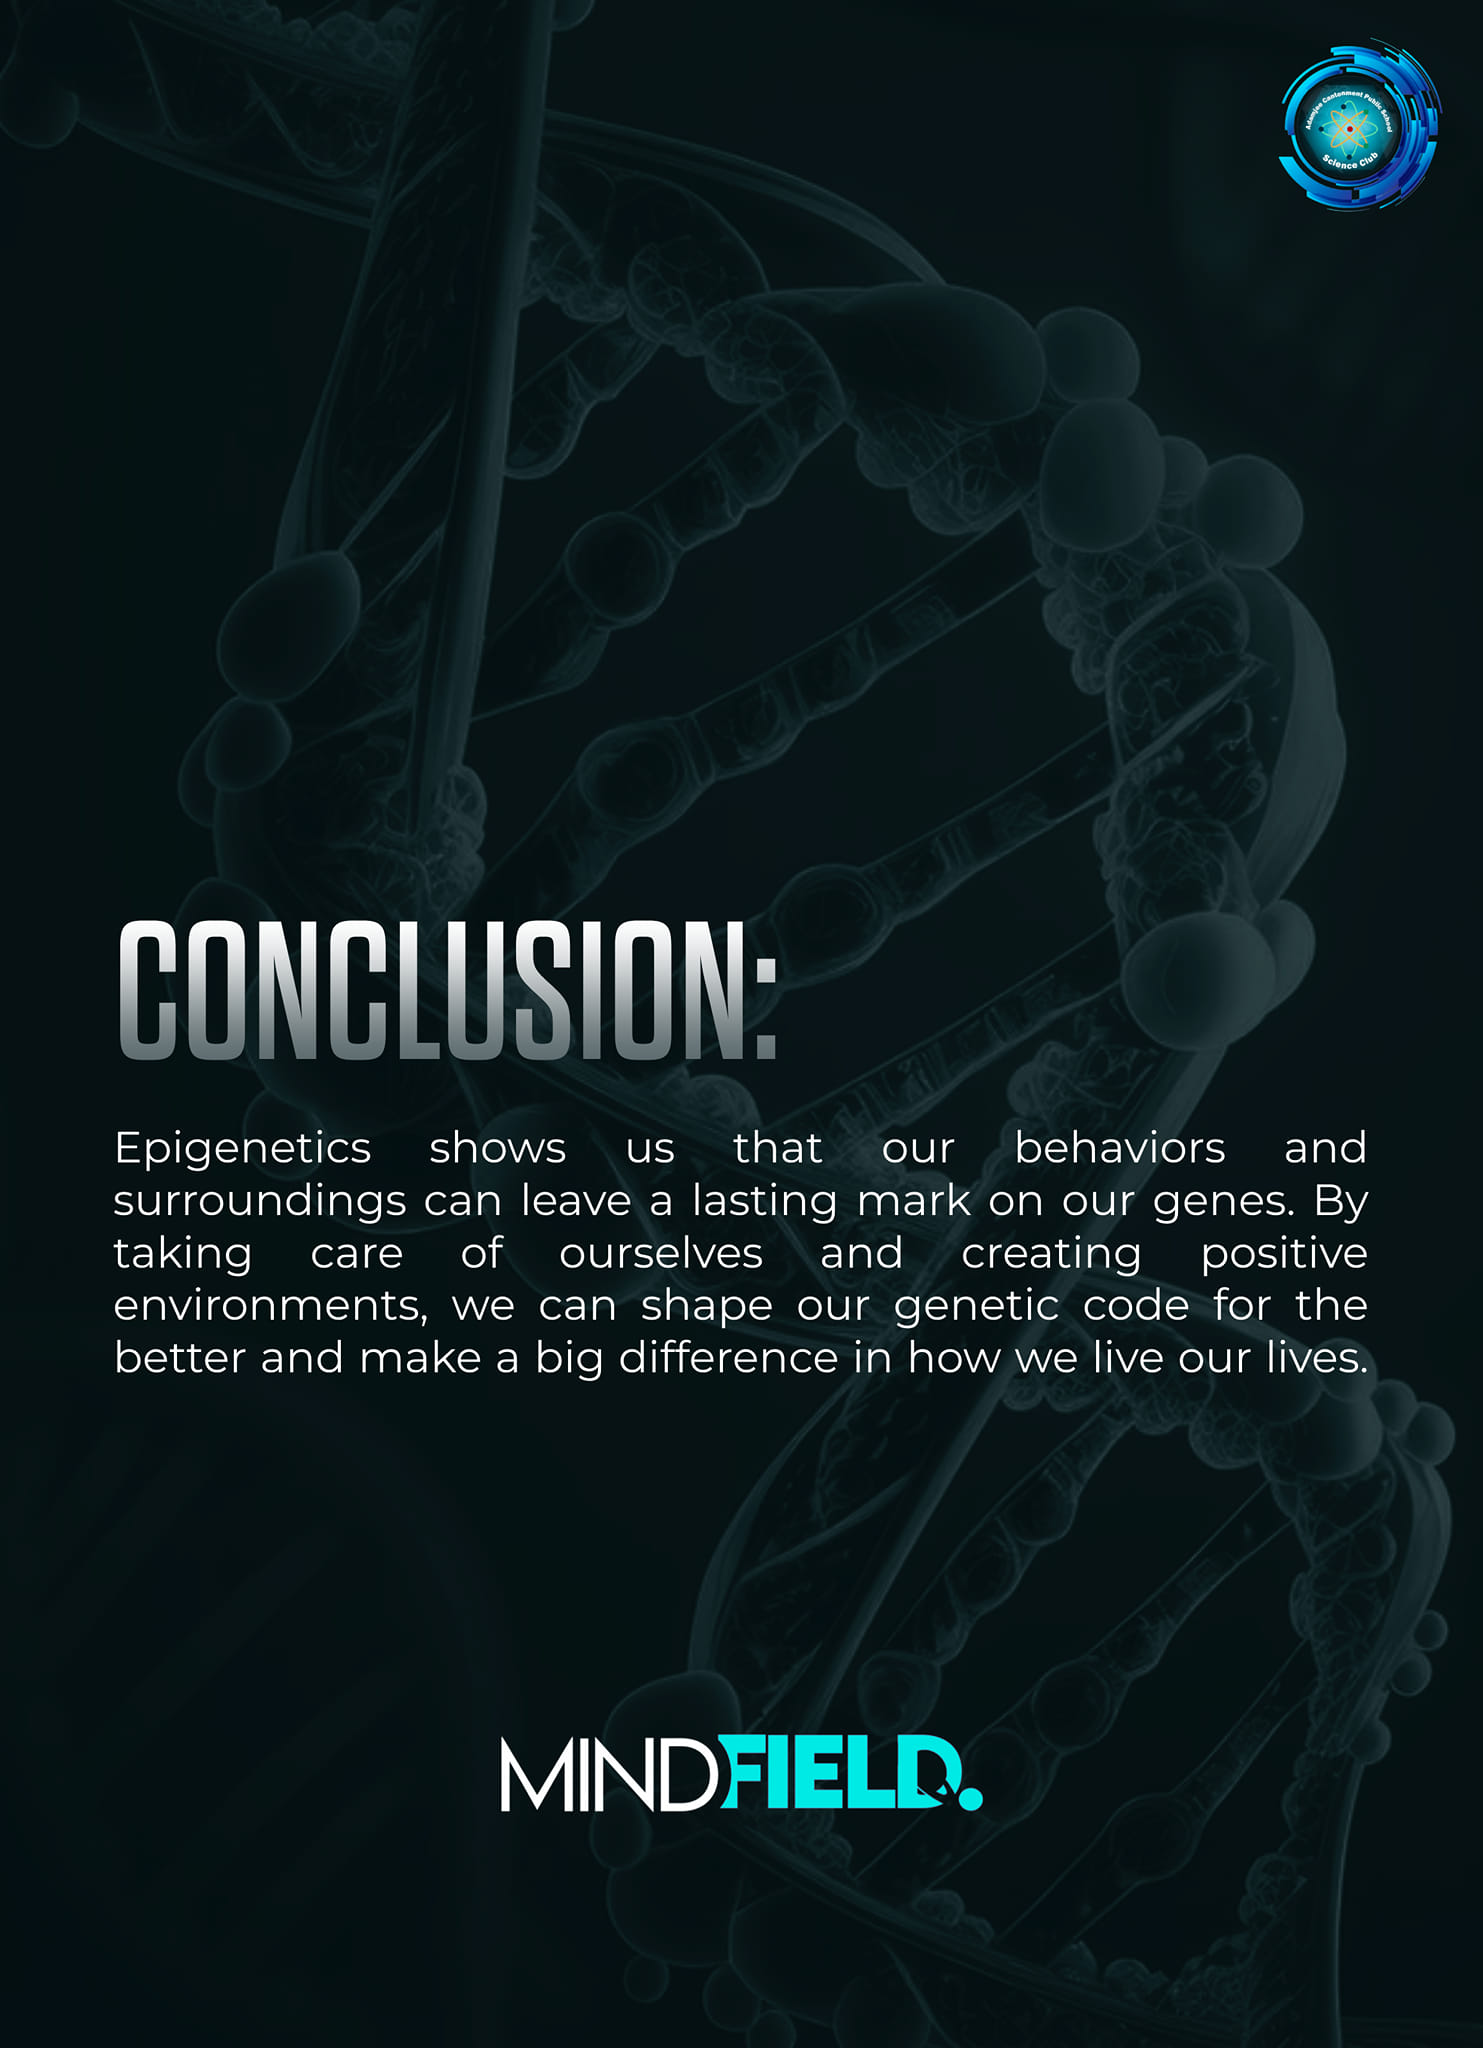 Adamjee Cantonment Public School
Science Club
CONCLUSION:
Epigenetics shows us that our behaviors and
surroundings can leave a lasting mark on our genes. By
taking care of ourselves and creating positive
environments, we can shape our genetic code for the
better and make a big difference in how we live our lives.
MINDFIELD.